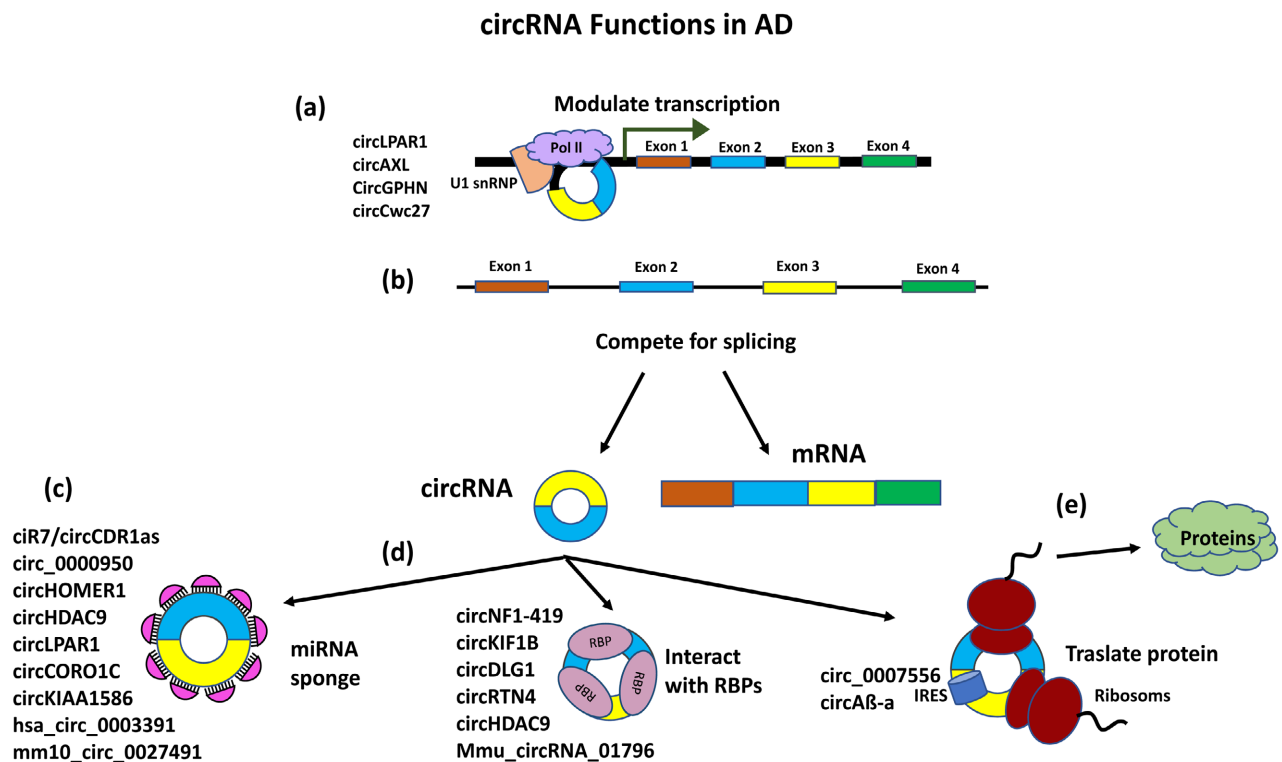 circRNA Functions in AD
(a)
Modulate transcription
circLPAR1
circAXL
CircGPHN
circCwc27
Pol II
U1 snRNP
Exon 1
Exon 2
Exon 3
Exon 4
(b)
Exon 1
Exon 2
Exon 3
Exon 4
Compete for splicing
circRNA
mRNA
(c)
ciR7/circCDR1as
circ_0000950
circHOMER1
circHDAC9
circLPAR1
circCORO1C
circKIAA1586
hsa_circ_0003391
mm10_circ_0027491
miRNA
sponge
(d)
circNF1-419
circKIF1B
circDLG1
circRTN4
circHDAC9
Mmu_circRNA_01796
RBP
RBP
RBP
Interact
with RBPs
(e)
Proteins
Traslate protein
circ_0007556
circAß-a
IRES
Ribosoms